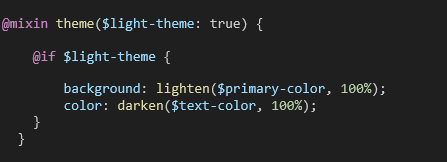 @mixin theme($light-theme: true) {
@if $light-theme {
background: lighten($primary-color, 100%);
color: darken($text-color, 100%);
}
}